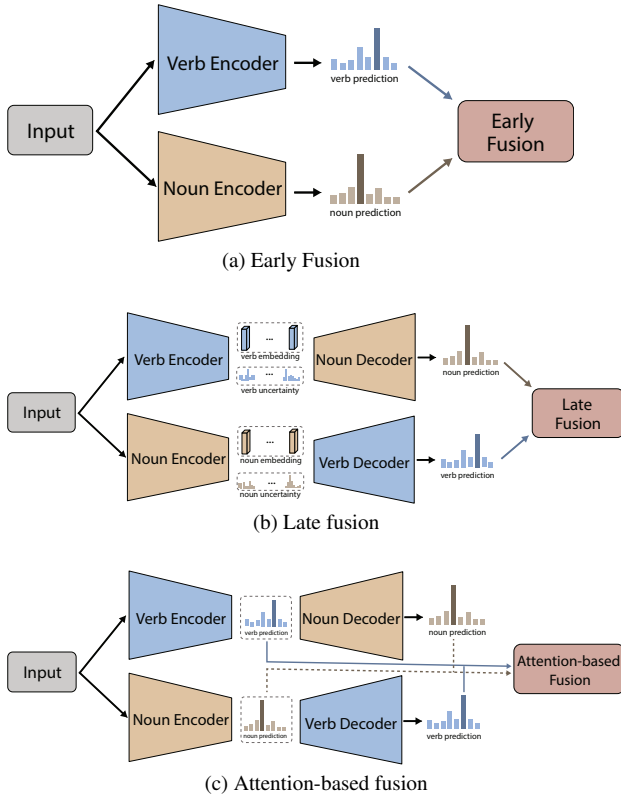 Input
Verb Encoder
verb prediction
Noun Encoder
noun prediction
Early
Fusion
(a) Early Fusion
Input
Verb Encoder
...
verb embedding
...
verb uncertainty
Noun Decoder
noun prediction
Noun Encoder
...
noun embedding
...
noun uncertainty
Verb Decoder
verb prediction
Late
Fusion
(b) Late fusion
Input
Verb Encoder
verb prediction
Noun Decoder
noun prediction
Noun Encoder
noun prediction
Verb Decoder
verb prediction
Attention-based
Fusion
(c) Attention-based fusion